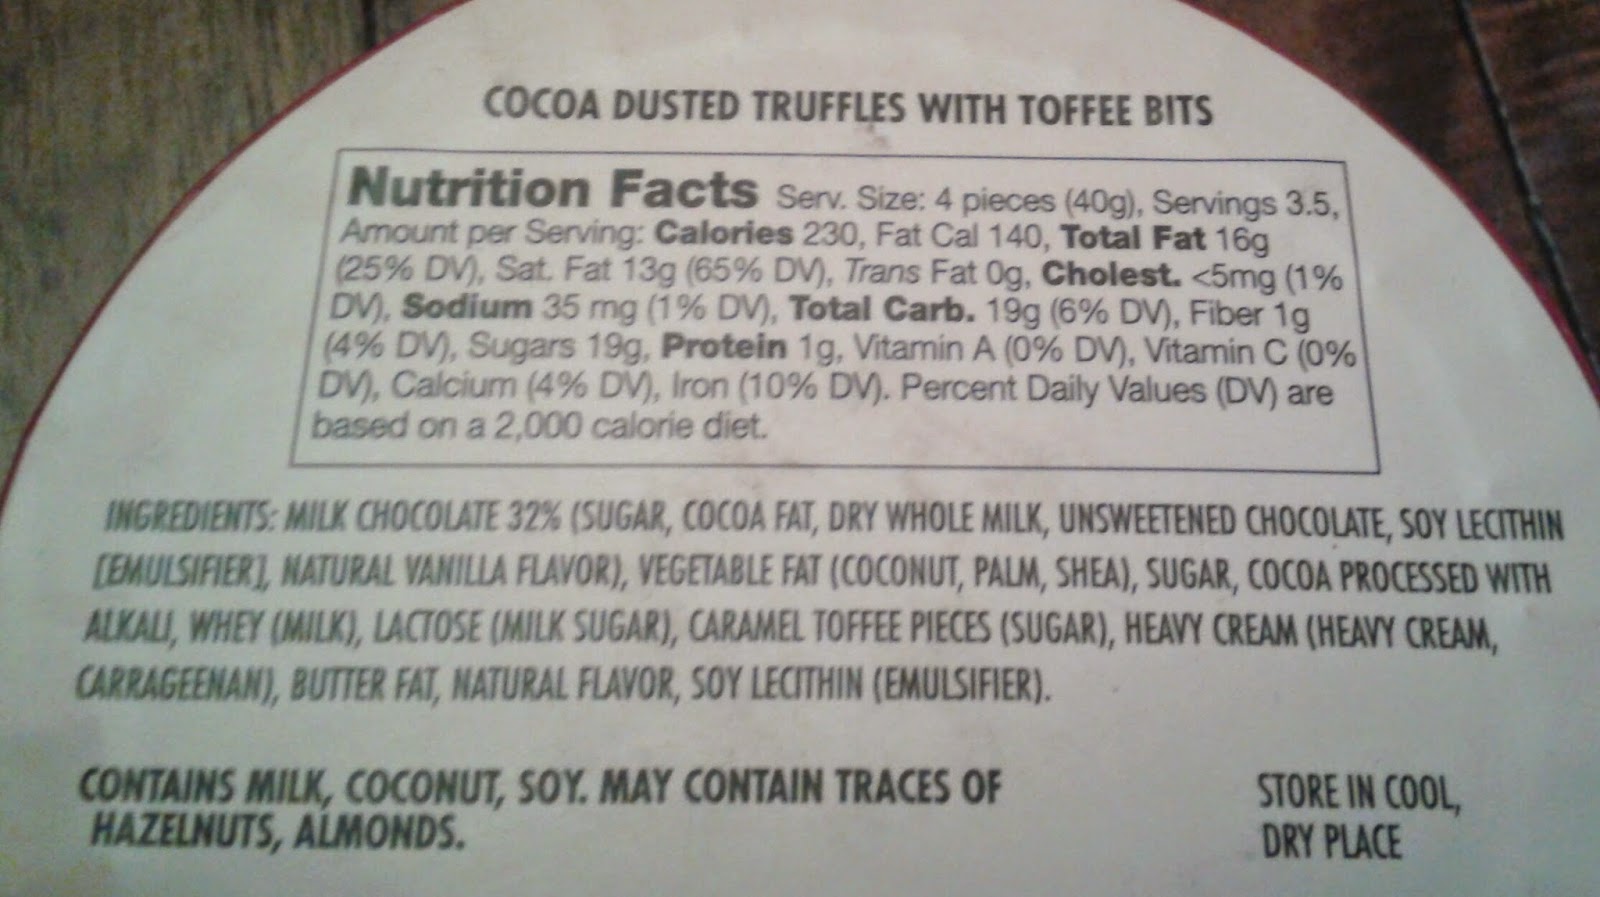 COCOA DUSTED TRUFFLES WITH TOFFEE BITS
Nutrition Facts Serv. Size: 4 pieces (40g), Servings 3.5,
Amount per Serving: Calories 230, Fat Cal 140, Total Fat 16g
(25% DV), Sat. Fat 13g (65% DV), Trans Fat 0g, Cholest. <5mg (1%
DV), Sodium 35 mg (1% DV), Total Carb. 19g (6% DV), Fiber 1g
(4% DV), Sugars 19g, Protein 1g, Vitamin A (0% DV), Vitamin C (0%
DV), Calcium (4% DV), Iron (10% DV). Percent Daily Values (DV) are
based on a 2,000 calorie diet.
INGREDIENTS: MILK CHOCOLATE 32% (SUGAR, COCOA FAT, DRY WHOLE MILK, UNSWEETENED CHOCOLATE, SOY LECITHIN
[EMULSIFIER], NATURAL VANILLA FLAVOR), VEGETABLE FAT (COCONUT, PALM, SHEA), SUGAR, COCOA PROCESSED WITH
ALKALI, WHEY (MILK), LACTOSE (MILK SUGAR), CARAMEL TOFFEE PIECES (SUGAR), HEAVY CREAM (HEAVY CREAM,
CARRAGEENAN), BUTTER FAT, NATURAL FLAVOR, SOY LECITHIN (EMULSIFIER).
CONTAINS MILK, COCONUT, SOY. MAY CONTAIN TRACES OF
HAZELNUTS, ALMONDS.
STORE IN COOL,
DRY PLACE